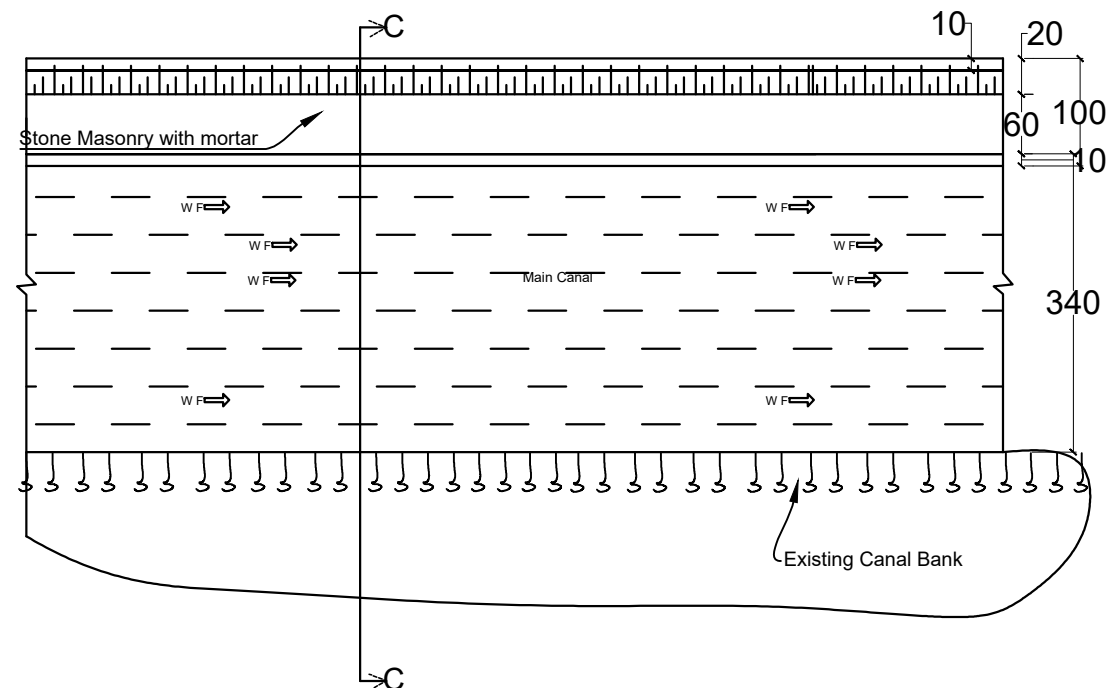 C
10
20
100
60
Stone Masonry with mortar
10
W F
W F
W F
W F
W F
Main Canal
W F
340
W F
W F
Existing Canal Bank
C